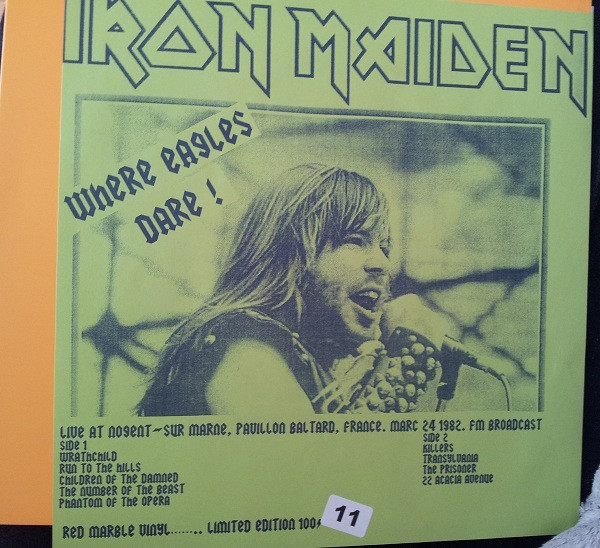 IRON MAIDEN
WHERE EAGLES
DARE !
LIVE AT NOGENT~SUR MARNE, PAVILLON BALTARD, FRANCE. MARC 24 1982. FM BROADCAST
SIDE 1
WRATHCHILD
RUN TO THE HILLS
CHILDREN OF THE DAMNED
THE NUMBER OF THE BEAST
PHANTOM OF THE OPERA
SIDE 2
KILLERS
TRANSYLVANIA
THE PRISONER
22 ACACIA AVENUE
RED MARBLE VINYL........ LIMITED EDITION 100
11